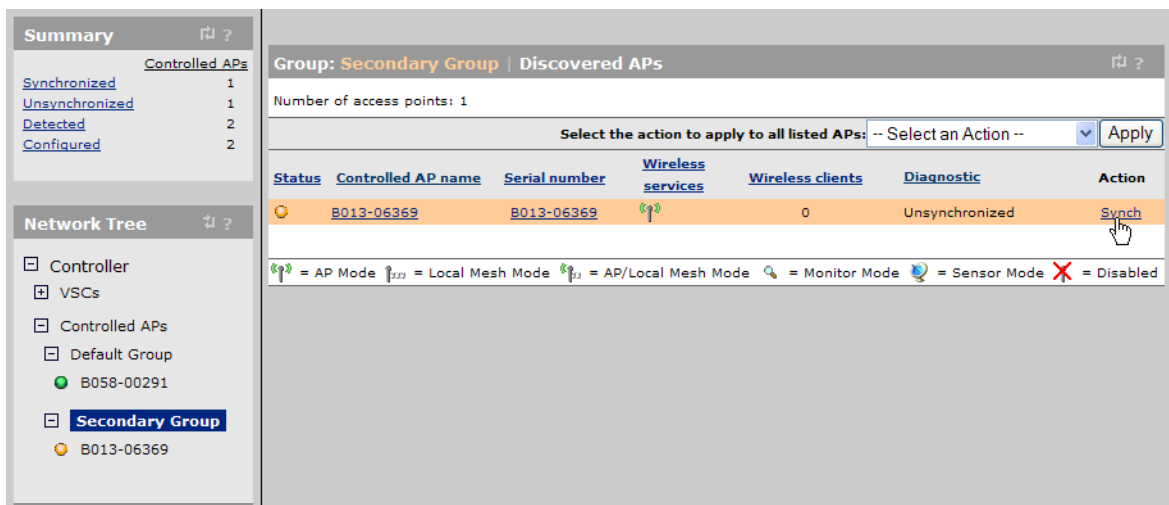 Summary
Controlled APs
Synchronized 1
Unsynchronized 1
Detected 2
Configured 2
Network Tree
Controller
VSCs
Controlled APs
Default Group
B058-00291
Secondary Group
B013-06369
Group: Secondary Group | Discovered APs
Number of access points: 1
Select the action to apply to all listed APs: -- Select an Action -- Apply
Status Controlled AP name Serial number Wireless services Wireless clients Diagnostic Action
B013-06369 B013-06369 0 Unsynchronized Synch
= AP Mode = Local Mesh Mode = AP/Local Mesh Mode = Monitor Mode = Sensor Mode = Disabled